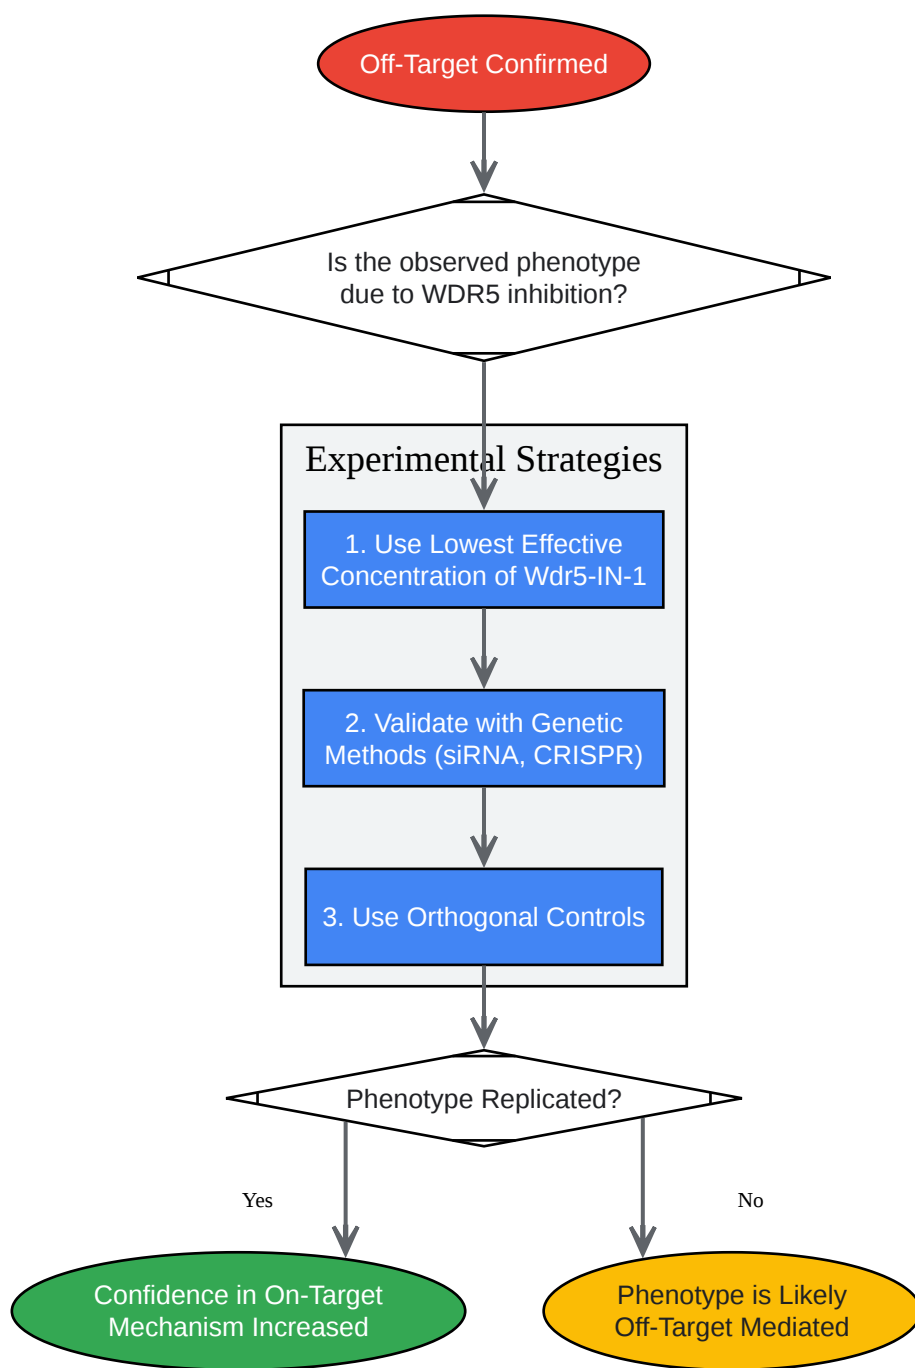 Off-Target Confirmed
Is the observed phenotype
due to WDR5 inhibition?
Experimental Strategies
1. Use Lowest Effective
Concentration of Wdr5-IN-1
2. Validate with Genetic
Methods (siRNA, CRISPR)
3. Use Orthogonal Controls
Phenotype Replicated?
Yes
No
Confidence in On-Target
Mechanism Increased
Phenotype is Likely
Off-Target Mediated